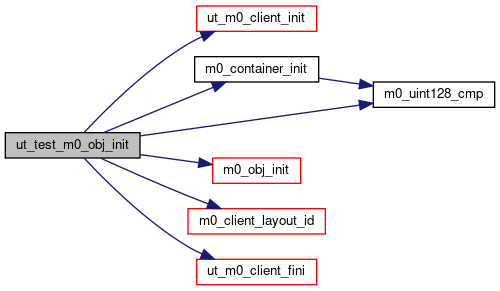 ut_m0_client_init
m0_container_init
m0_uint128_cmp
ut_test_m0_obj_init
m0_obj_init
m0_client_layout_id
ut_m0_client_fini